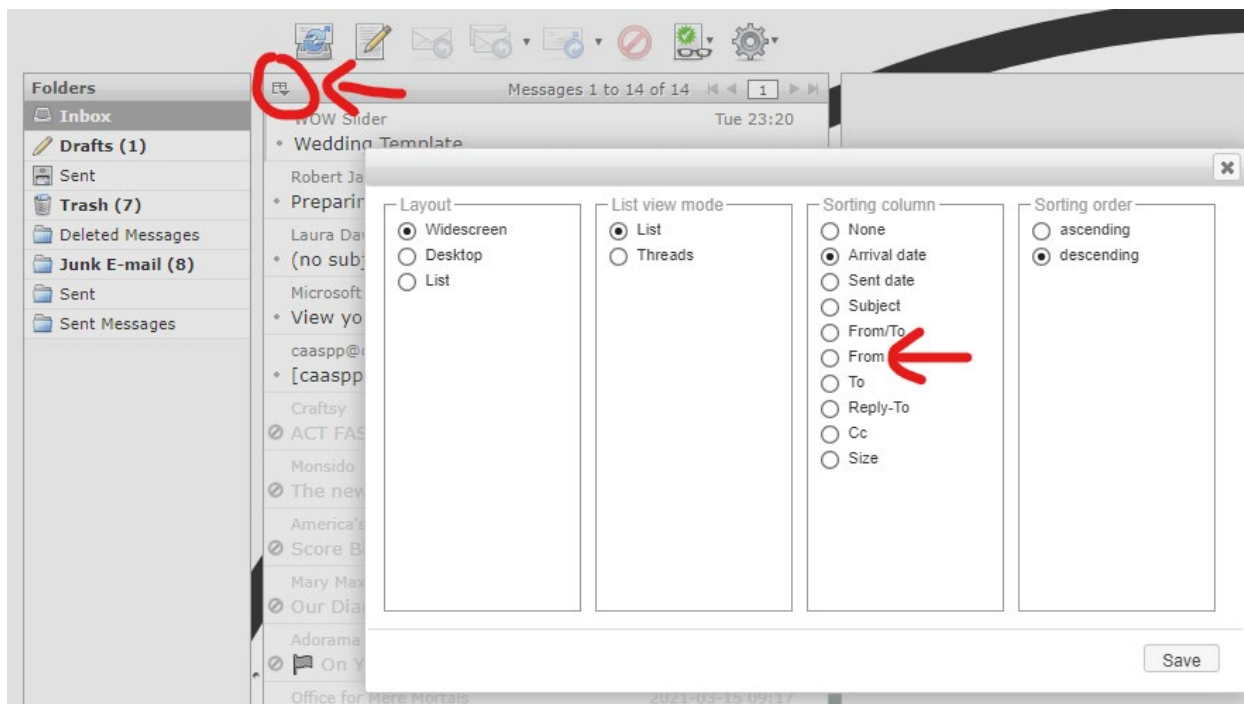 Folders
Inbox
Drafts (1)
Sent
Trash (7)
Deleted Messages
Junk E-mail (8)
Sent
Sent Messages
Messages 1 to 14 of 14 1
WOW Slider Tue 23:20
Wedding Template
Robert Ja
Preparin
Laura Da
(no sub
Microsoft
View yo
caaspp@
[caaspp
Craftsy
ACT FAS
Monsido
The new
America's
Score B
Mary Max
Our Dia
Adorama
On Y
Office for Mere Mortals 2021-03-15 09:17
Layout
Widescreen
Desktop
List
List view mode
List
Threads
Sorting column
None
Arrival date
Sent date
Subject
From/To
From
To
Reply-To
Cc
Size
Sorting order
ascending
descending
Save